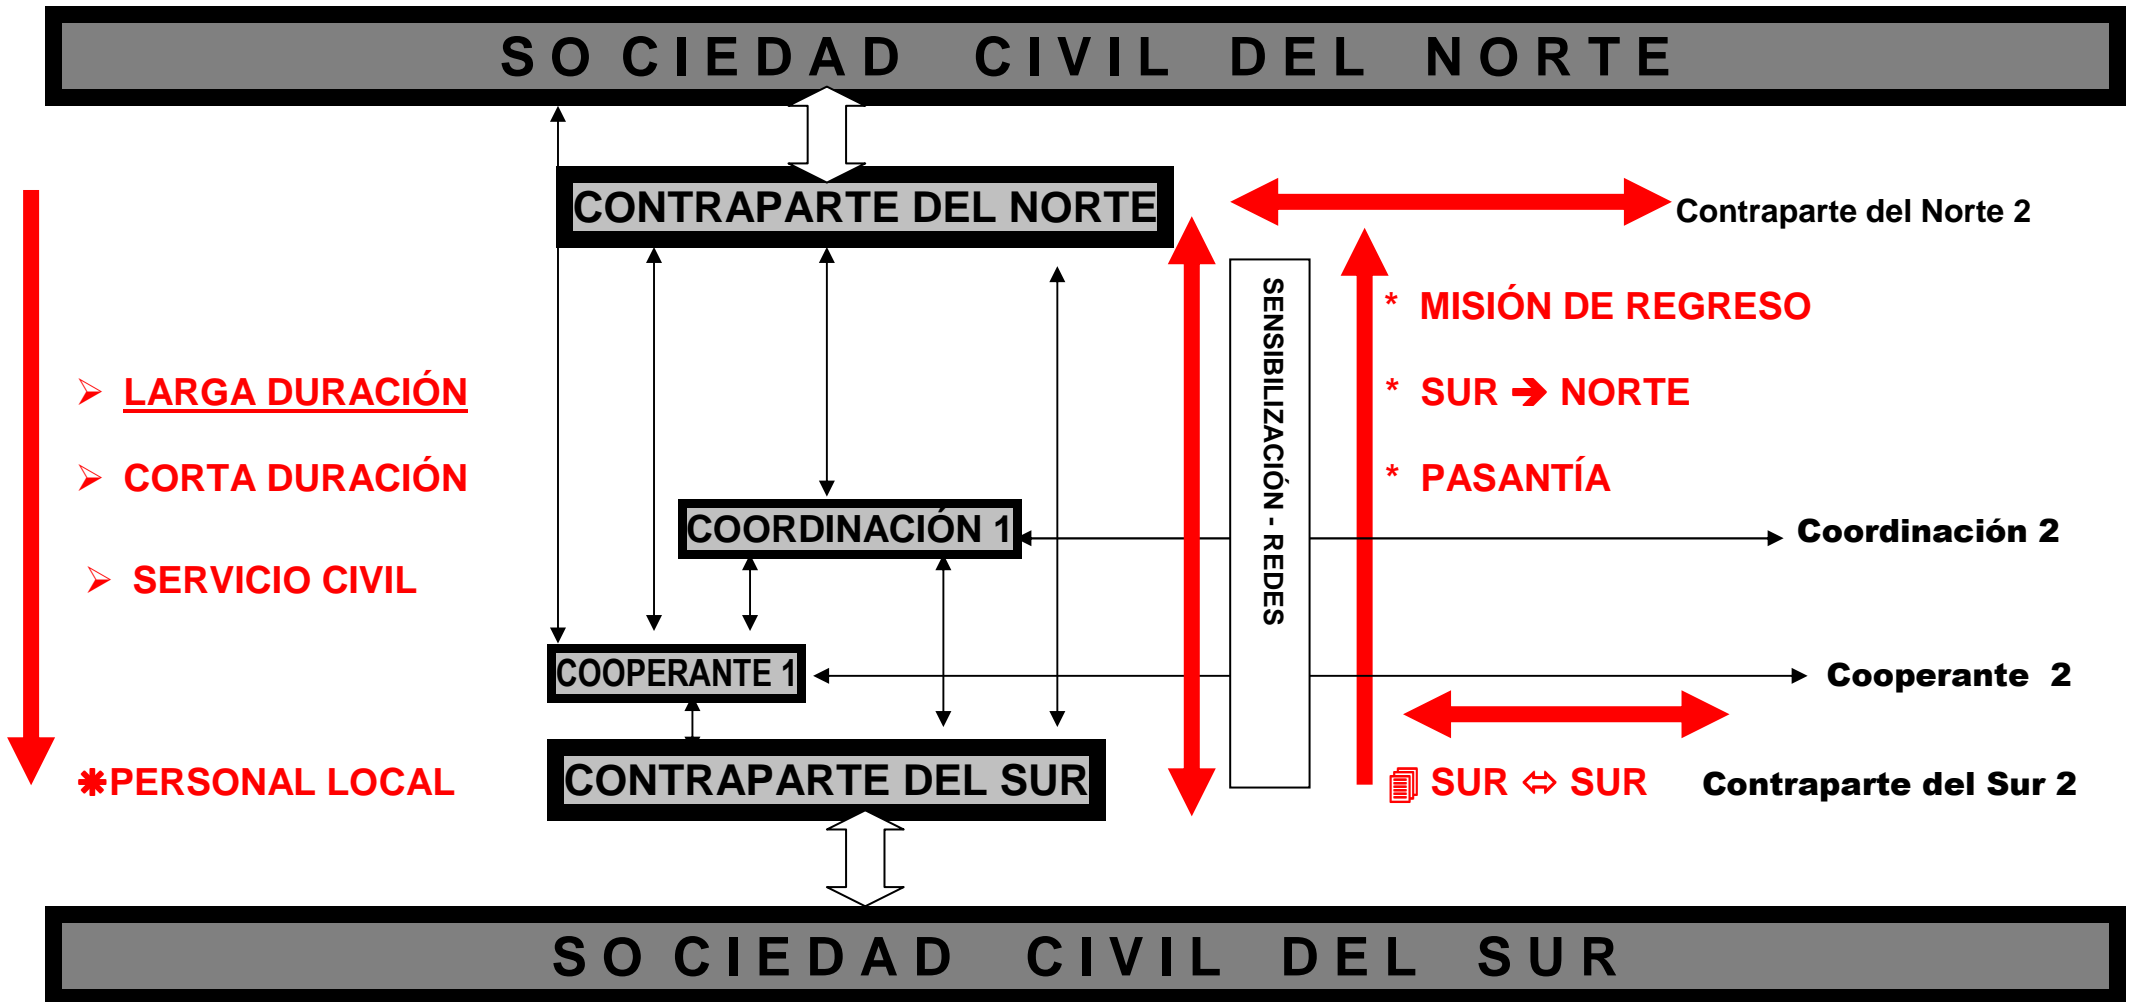 SOCIEDAD CIVIL DEL NORTE
CONTRAPARTE DEL NORTE
Contraparte del Norte 2
SENSIBILIZACIÓN - REDES
* MISIÓN DE REGRESO
➢ LARGA DURACIÓN
* SUR ➔ NORTE
➢ CORTA DURACIÓN
* PASANTÍA
COORDINACIÓN 1
Coordinación 2
➢ SERVICIO CIVIL
COOPERANTE 1
Cooperante 2
✱PERSONAL LOCAL
CONTRAPARTE DEL SUR
SUR ⬄ SUR
Contraparte del Sur 2
SOCIEDAD CIVIL DEL SUR